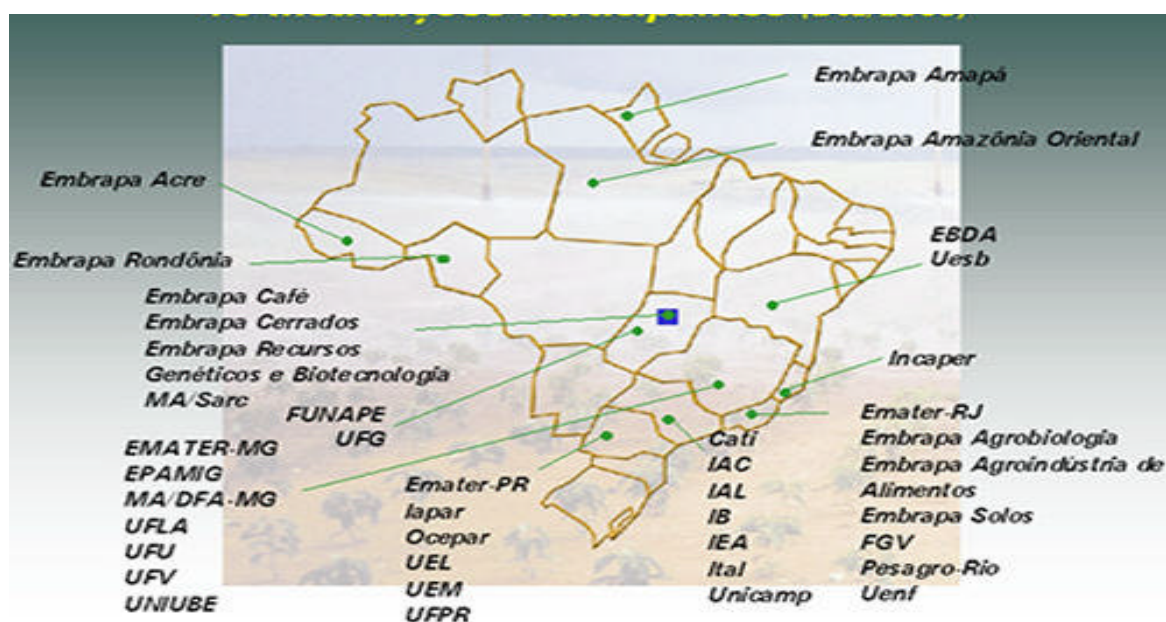 Instituições Participantes
Embrapa Amapá
Embrapa Amazônia Oriental
Embrapa Acre
EBDA
Uesb
Embrapa Rondônia
Embrapa Café
Embrapa Cerrados
Embrapa Recursos
Genéticos e Biotecnologia
MA/Sarc
FUNAPE
UFG
Incaper
EMATER-MG
EPAMIG
MA/DFA-MG
UFLA
UFU
UFV
UNIUBE
Emater-PR
Iapar
Ocepar
UEL
UEM
UFPR
Cati
IAC
IAL
IB
IEA
Ital
Unicamp
Emater-RJ
Embrapa Agrobiologia
Embrapa Agroindústria de
Alimentos
Embrapa Solos
FGV
Pesagro-Rio
Uenf